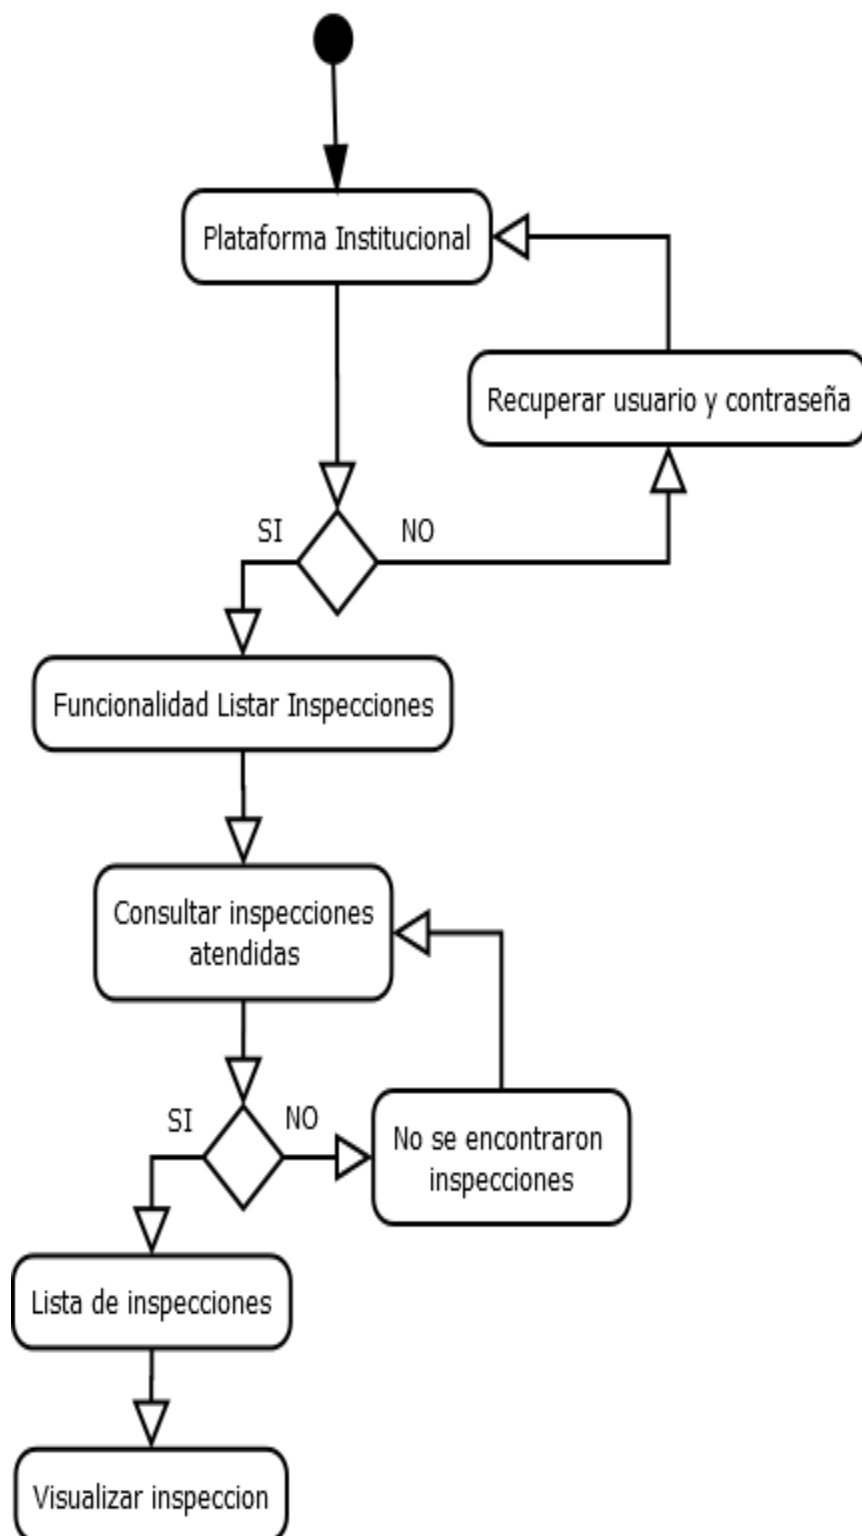 Plataforma Institucional
Recuperar usuario y contraseña
SI
NO
Funcionalidad Listar Inspecciones
Consultar inspecciones
atendidas
SI
NO
No se encontraron
inspecciones
Lista de inspecciones
Visualizar inspeccion